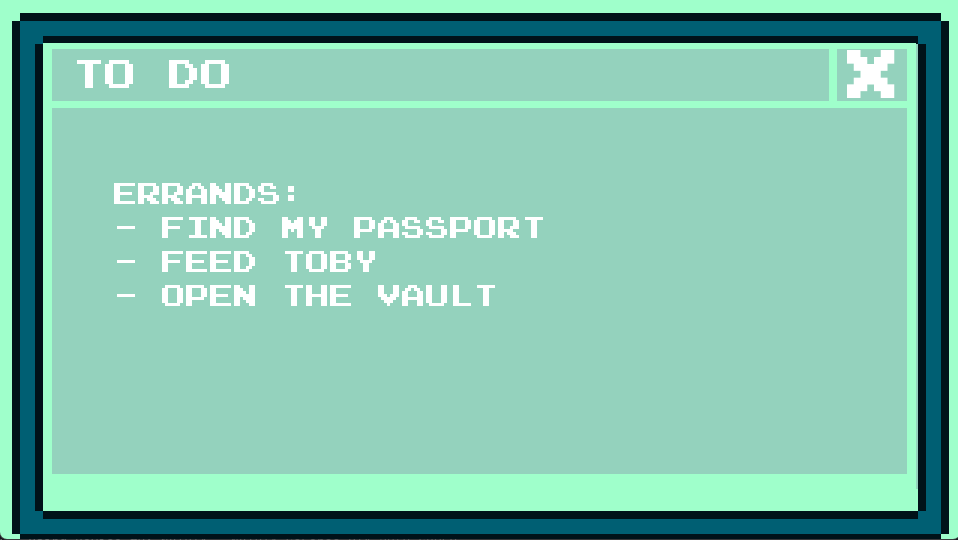 TO DO
ERRANDS:
- FIND MY PASSPORT
- FEED TOBY
- OPEN THE VAULT